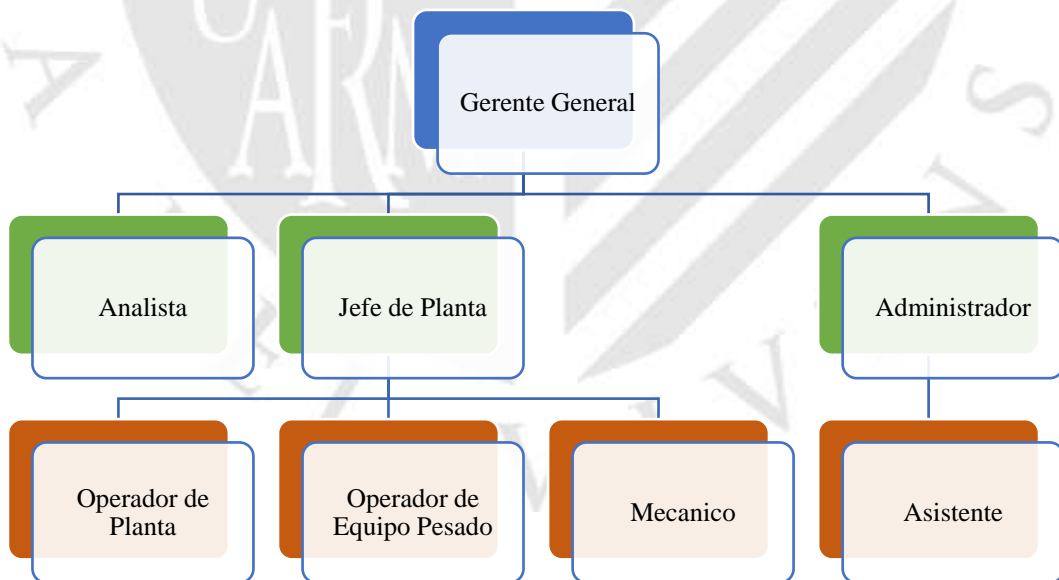 Gerente General
Analista
Jefe de Planta
Administrador
Operador de
Planta
Operador de
Equipo Pesado
Mecanico
Asistente